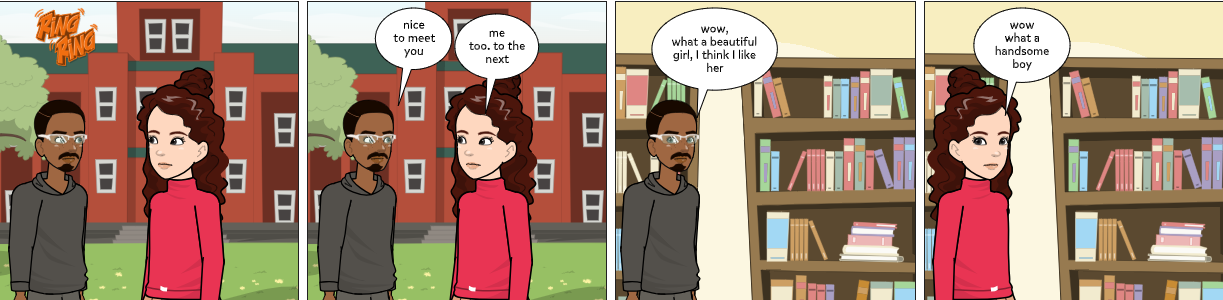 RING
RING
nice
to meet
you
me
too. to the
next
wow,
what a beautiful
girl, I think I like
her
wow
what a
handsome
boy